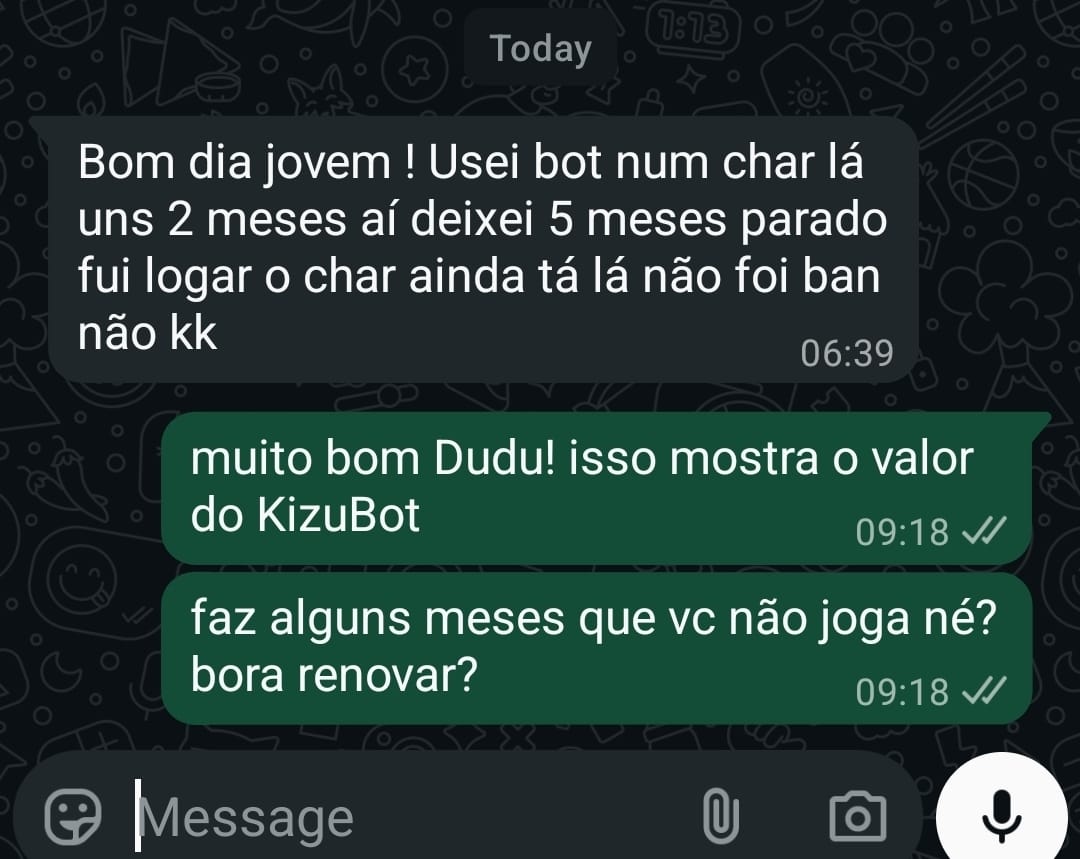 Today
Bom dia jovem ! Usei bot num char lá
uns 2 meses aí deixei 5 meses parado
fui logar o char ainda tá lá não foi ban
não kk
06:39
muito bom Dudu! isso mostra o valor
do KizuBot
09:18
faz alguns meses que vc não joga né?
bora renovar?
09:18
Message